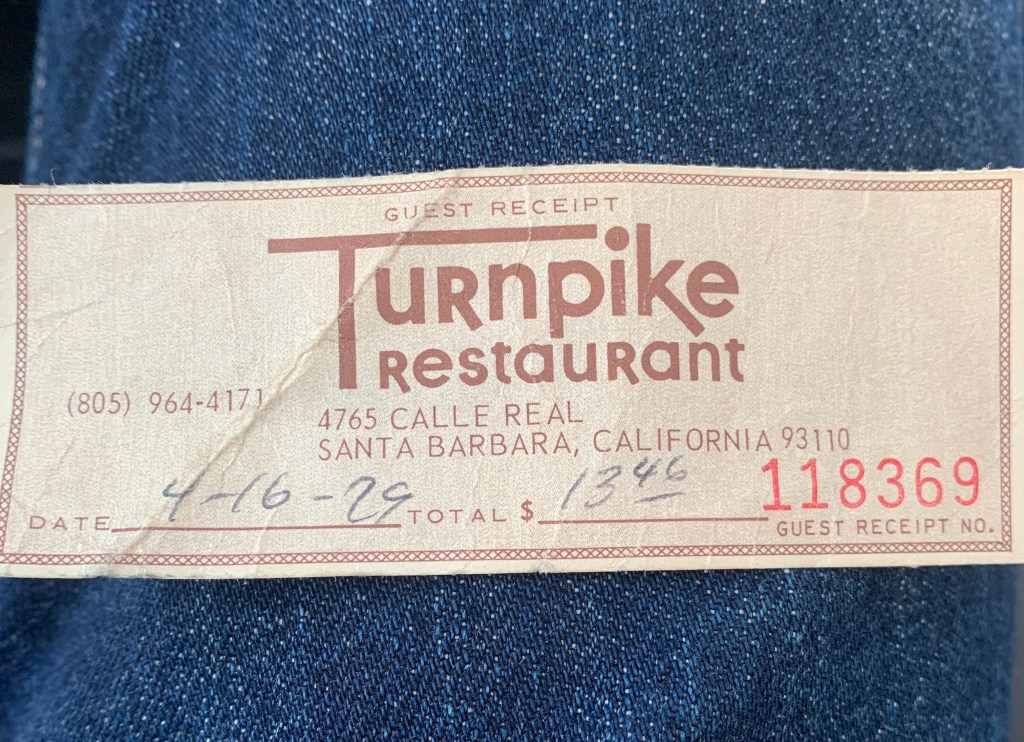 GUEST RECEIPT
Turnpike
Restaurant
(805) 964-4171
4765 CALLE REAL
SANTA BARBARA, CALIFORNIA 93110
DATE 4-16-79 TOTAL $ 13 46 118369
GUEST RECEIPT NO.